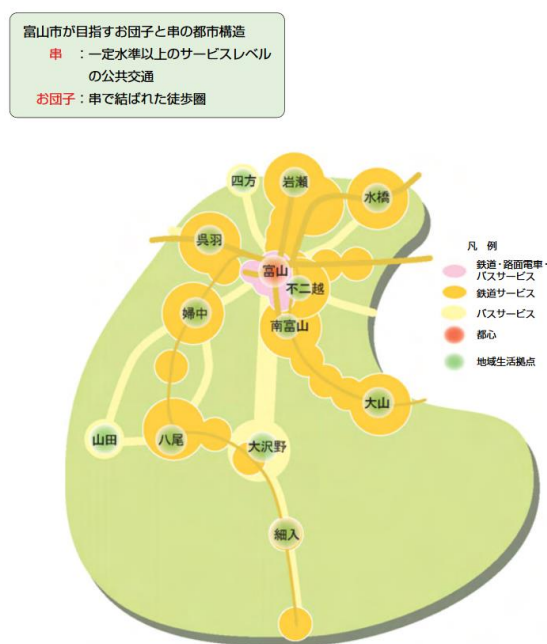 富山市が目指すお団子と串の都市構造
串　：一定水準以上のサービスレベル
の公共交通
お団子：串で結ばれた徒歩圏
四方
岩瀬
水橋
呉羽
富山
不二越
婦中
南富山
大山
山田
八尾
大沢野
細入
凡　例
鉄道・路面電車・
バスサービス
鉄道サービス
バスサービス
都心
地域生活拠点